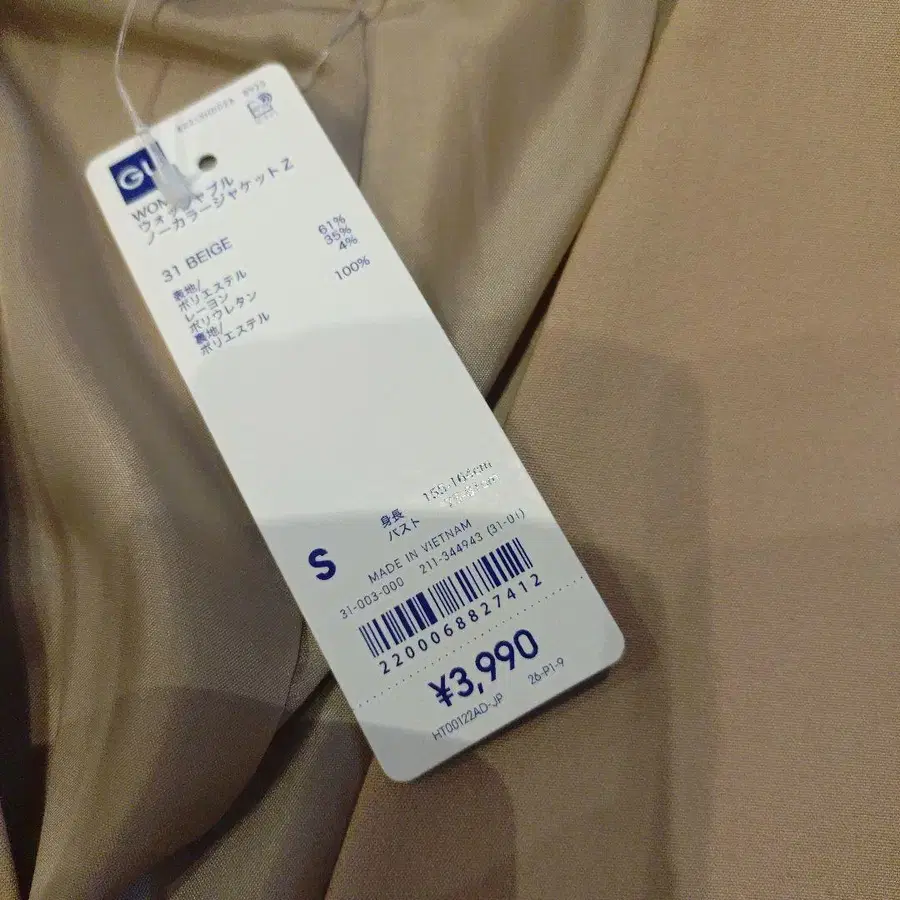 GU
WOM
ウォッシャブル
ノーカラージャケットZ
31 BEIGE
表地/
ポリエステル 61%
レーヨン 35%
ポリウレタン 4%
裏地/
ポリエステル 100%
S
身長 155-164cm
バスト
MADE IN VIETNAM
31-003-000 211-344943 (31-01)
2200068827412
¥3,990
HT00122AD-JP 26-P1-9